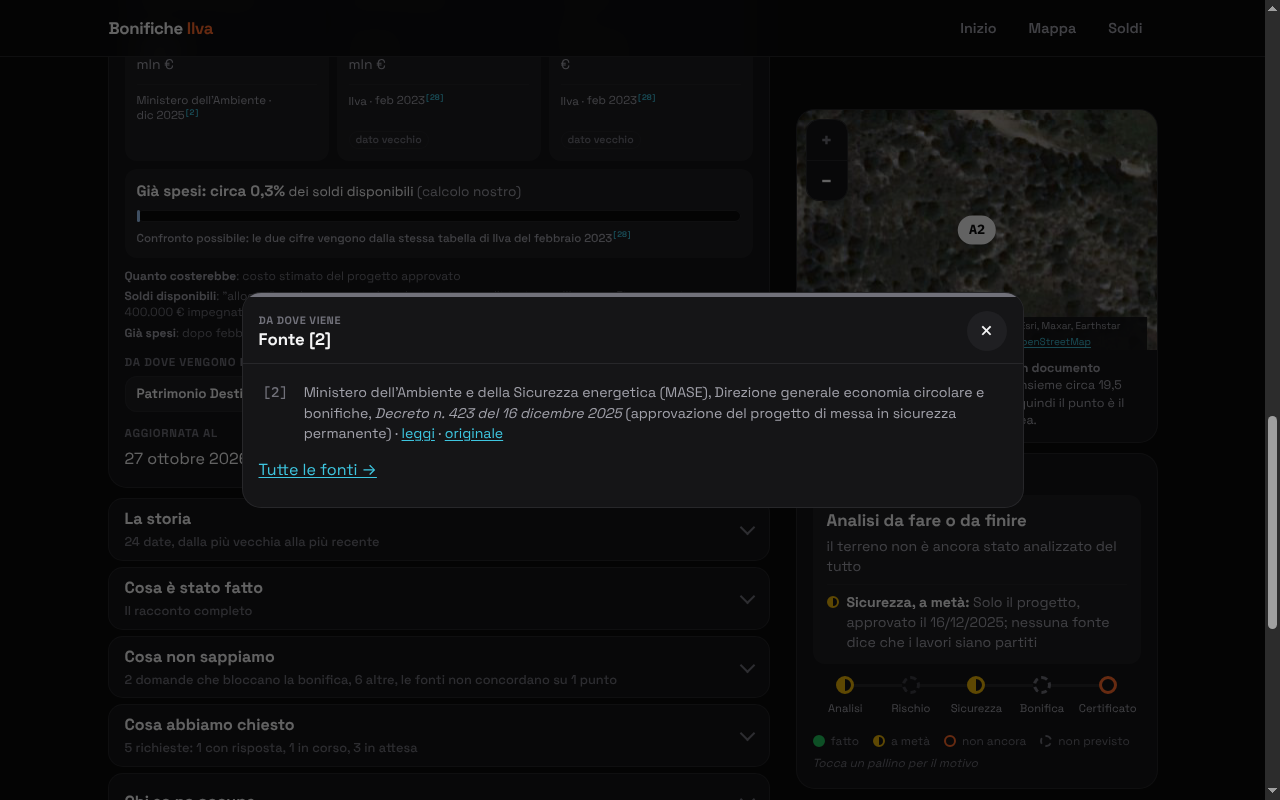 Bonifiche Ilva
Inizio
Mappa
Soldi
mln €
mln €
€
Ministero dell'Ambiente ·
dic 2025[2]
Ilva · feb 2023[28]
Ilva · feb 2023[28]
dato vecchio
dato vecchio
Già spesi: circa 0,3% dei soldi disponibili (calcolo nostro)
Confronto possibile: le due cifre vengono dalla stessa tabella di Ilva del febbraio 2023[28]
Quanto costerebbe: costo stimato del progetto approvato
Soldi disponibili: "allo
400.000 € impegnat
Già spesi: dopo febb
DA DOVE VENGONO
Patrimonio Desti
AGGIORNATA AL
27 ottobre 2026
DA DOVE VIENE
Fonte [2]
[2] Ministero dell'Ambiente e della Sicurezza energetica (MASE), Direzione generale economia circolare e
bonifiche, Decreto n. 423 del 16 dicembre 2025 (approvazione del progetto di messa in sicurezza
permanente) · leggi · originale
Tutte le fonti →
La storia
24 date, dalla più vecchia alla più recente
Cosa è stato fatto
Il racconto completo
Cosa non sappiamo
2 domande che bloccano la bonifica, 6 altre, le fonti non concordano su 1 punto
Cosa abbiamo chiesto
5 richieste: 1 con risposta, 1 in corso, 3 in attesa
+
−
A2
Esri, Maxar, Earthstar
penStreetMap
n documento
nsieme circa 19,5
quindi il punto è il
ea.
Analisi da fare o da finire
il terreno non è ancora stato analizzato del
tutto
Sicurezza, a metà: Solo il progetto,
approvato il 16/12/2025; nessuna fonte
dice che i lavori siano partiti
Analisi
Rischio
Sicurezza
Bonifica
Certificato
fatto
a metà
non ancora
non previsto
Tocca un pallino per il motivo